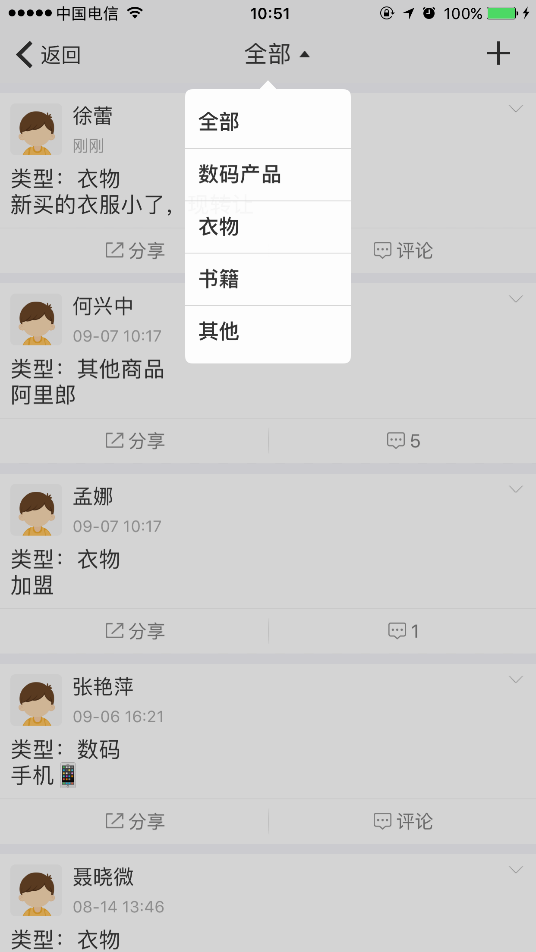 中国电信 10:51 100%
返回 全部
全部
数码产品
衣物
书籍
其他
徐蕾
刚刚
类型：衣物
新买的衣服小了，现转让
分享 评论
何兴中
09-07 10:17
类型：其他商品
阿里郎
分享 5
孟娜
09-07 10:17
类型：衣物
加盟
分享 1
张艳萍
09-06 16:21
类型：数码
手机📱
分享 评论
聂晓微
08-14 13:46
类型：衣物